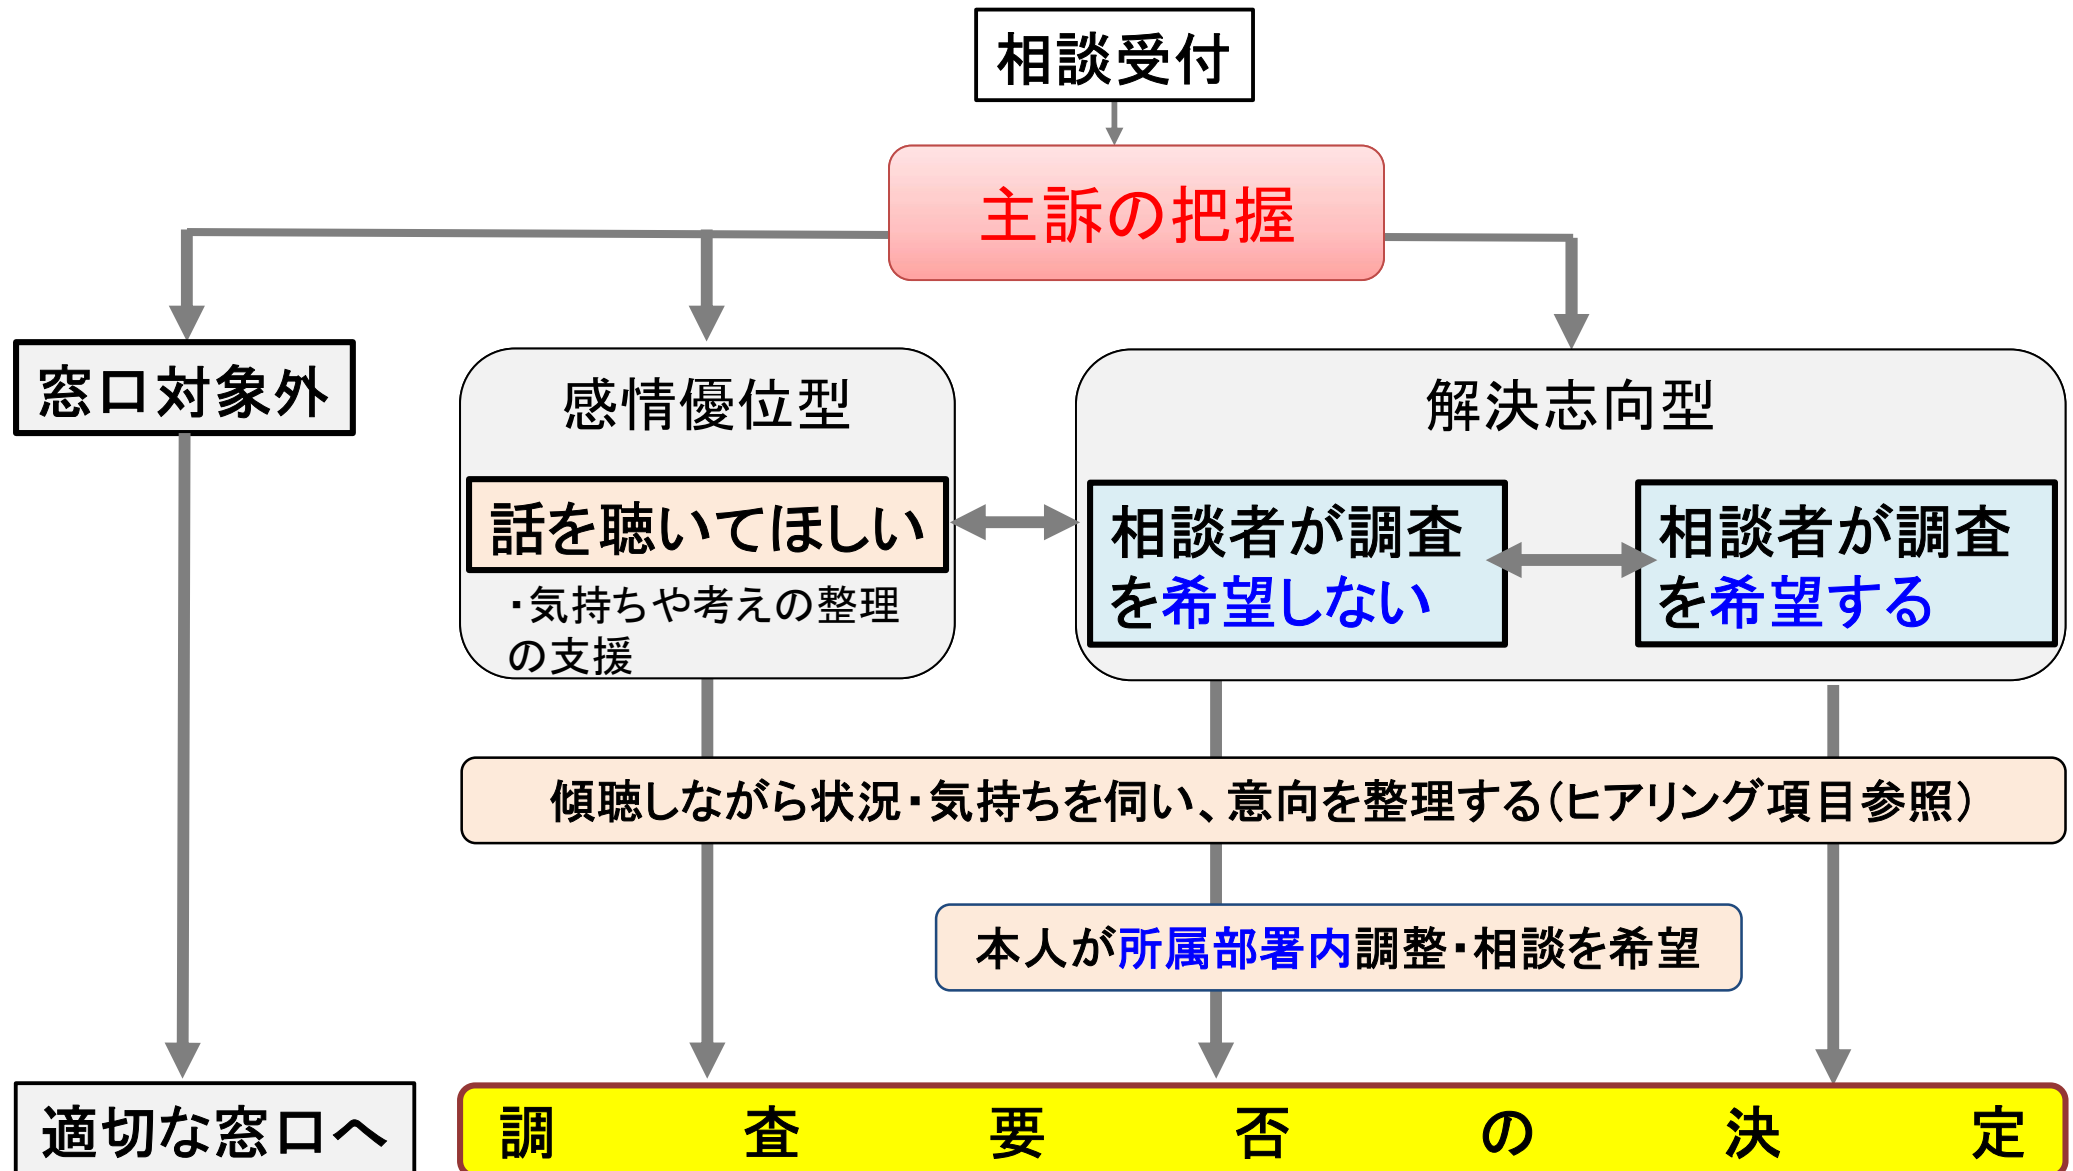 相談受付
主訴の把握
窓口対象外
感情優位型
話を聴いてほしい
・気持ちや考えの整理
の支援
解決志向型
相談者が調査
を希望しない
相談者が調査
を希望する
傾聴しながら状況・気持ちを伺い、意向を整理する（ヒアリング項目参照）
本人が所属部署内調整・相談を希望
適切な窓口へ
調査要否の決定